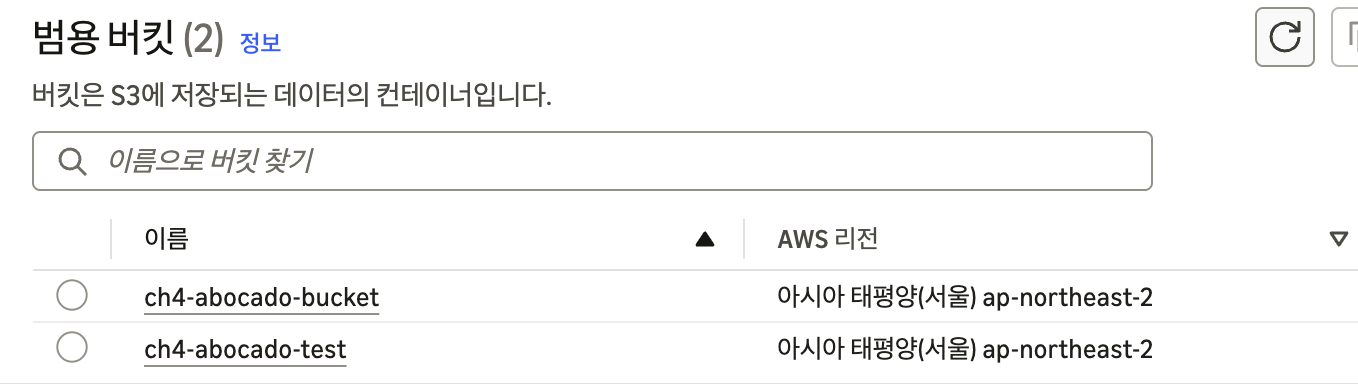 범용 버킷 (2) 정보
버킷은 S3에 저장되는 데이터의 컨테이너입니다.
이름으로 버킷 찾기
이름 AWS 리전
ch4-abocado-bucket 아시아 태평양(서울) ap-northeast-2
ch4-abocado-test 아시아 태평양(서울) ap-northeast-2